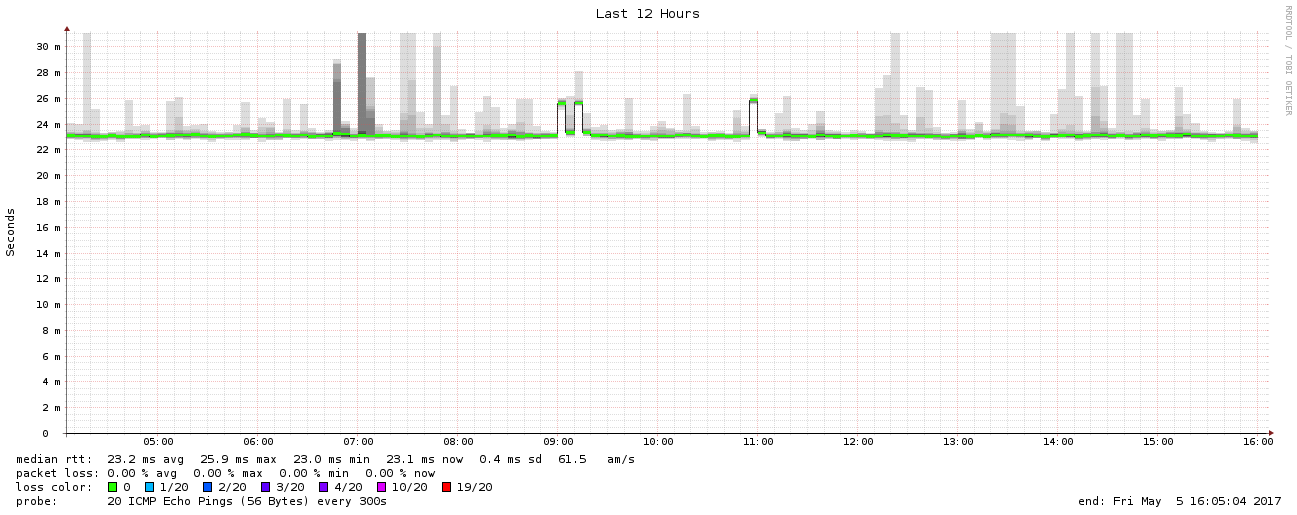 Last 12 Hours
RRDTOOL / TOBI OETIKER
Seconds
30 m
28 m
26 m
24 m
22 m
20 m
18 m
16 m
14 m
12 m
10 m
8 m
6 m
4 m
2 m
0
05:00 06:00 07:00 08:00 09:00 10:00 11:00 12:00 13:00 14:00 15:00 16:00
median rtt: 23.2 ms avg 25.9 ms max 23.0 ms min 23.1 ms now 0.4 ms sd 61.5 am/s
packet loss: 0.00 % avg 0.00 % max 0.00 % min 0.00 % now
loss color: 0 1/20 2/20 3/20 4/20 10/20 19/20
probe: 20 ICMP Echo Pings (56 Bytes) every 300s end: Fri May 5 16:05:04 2017